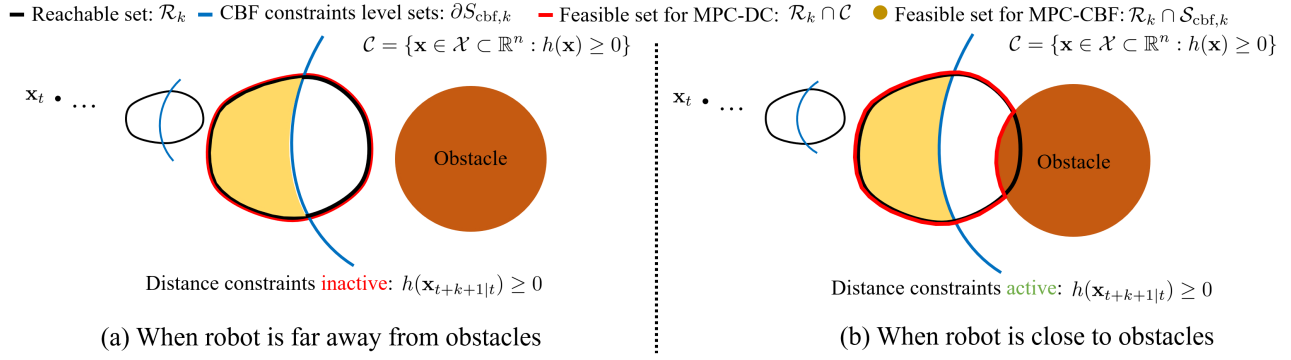 Reachable set: $\mathcal{R}_k$ CBF constraints level sets: $\partial S_{\mathrm{cbf},k}$ Feasible set for MPC-DC: $\mathcal{R}_k \cap \mathcal{C}$ Feasible set for MPC-CBF: $\mathcal{R}_k \cap \mathcal{S}_{\mathrm{cbf},k}$
$\mathcal{C} = \{\mathbf{x} \in \mathcal{X} \subset \mathbb{R}^n : h(\mathbf{x}) \geq 0\}$
$\mathbf{x}_t$ • ...
Obstacle
Distance constraints inactive: $h(\mathbf{x}_{t+k+1|t}) \geq 0$
(a) When robot is far away from obstacles
$\mathcal{C} = \{\mathbf{x} \in \mathcal{X} \subset \mathbb{R}^n : h(\mathbf{x}) \geq 0\}$
$\mathbf{x}_t$ • ...
Obstacle
Distance constraints active: $h(\mathbf{x}_{t+k+1|t}) \geq 0$
(b) When robot is close to obstacles